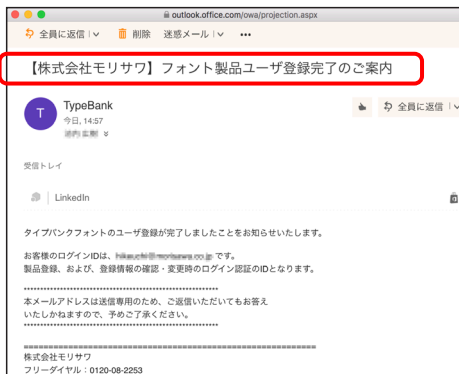 outlook.office.com/owa/projection.aspx
全員に返信 削除 迷惑メール
【株式会社モリサワ】フォント製品ユーザ登録完了のご案内
T
TypeBank
全員に返信
今日, 14:57
受信トレイ
LinkedIn
タイプバンクフォントのユーザ登録が完了しましたことをお知らせいたします。
お客様のログインIDは、 です。
製品登録、および、登録情報の確認・変更時のログイン認証のIDとなります。
本メールアドレスは送信専用のため、ご返信いただいてもお答え
いたしかねますので、予めご了承ください。
株式会社モリサワ
フリーダイヤル：0120-08-2253